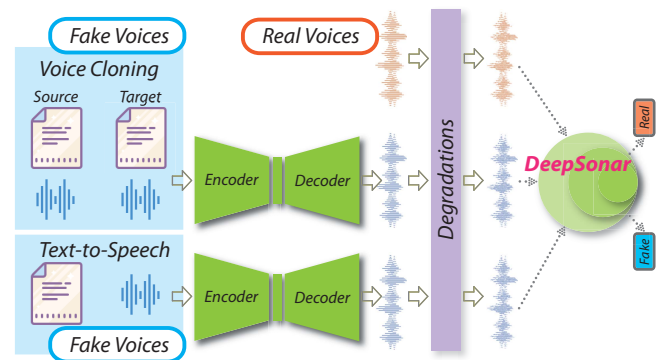 Fake Voices
Real Voices
Voice Cloning
Source
Target
Encoder
Decoder
Degradations
DeepSonar
Real
Fake
Text-to-Speech
Encoder
Decoder
Fake Voices